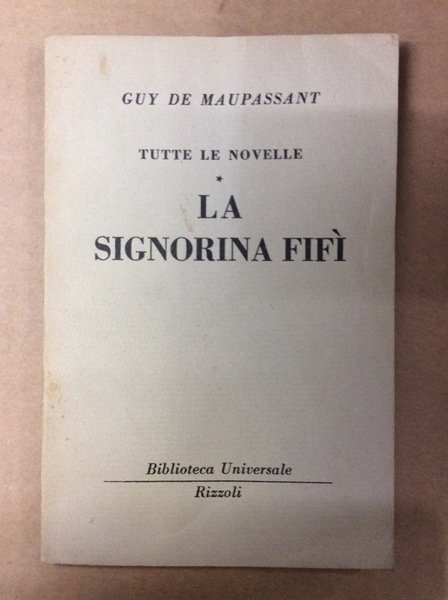 GUY DE MAUPASSANT
TUTTE LE NOVELLE
*
LA
SIGNORINA FIFÌ
Biblioteca Universale
Rizzoli